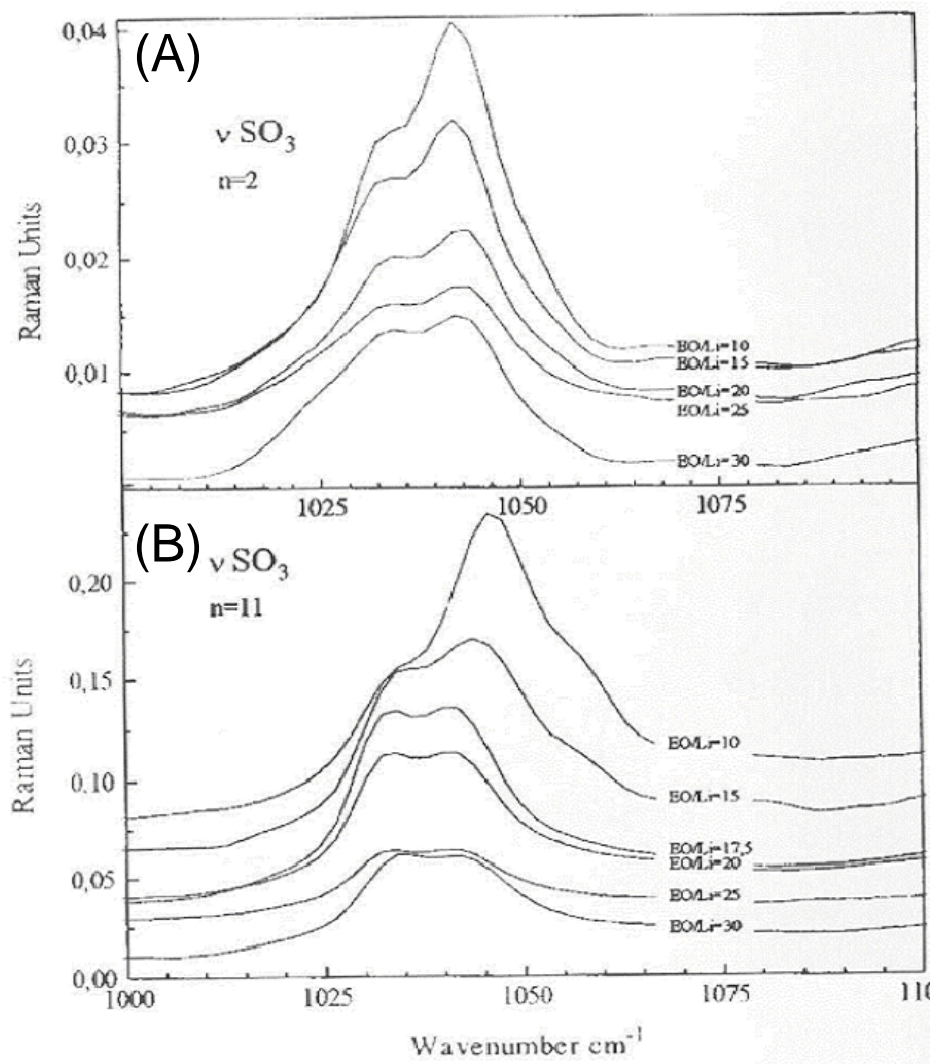 (A)
0,04
0,03
0,02
0,01
Raman Units
ν SO3
n=2
EO/Li=10
EO/Li=15
EO/Li=20
EO/Li=25
EO/Li=30
1025
1050
1075
(B)
ν SO3
n=11
0,20
0,15
0,10
0,05
0,00
Raman Units
EO/Li=10
EO/Li=15
EO/Li=17,5
EO/Li=20
EO/Li=25
EO/Li=30
1000
1025
1050
1075
110
Wavenumber cm⁻¹